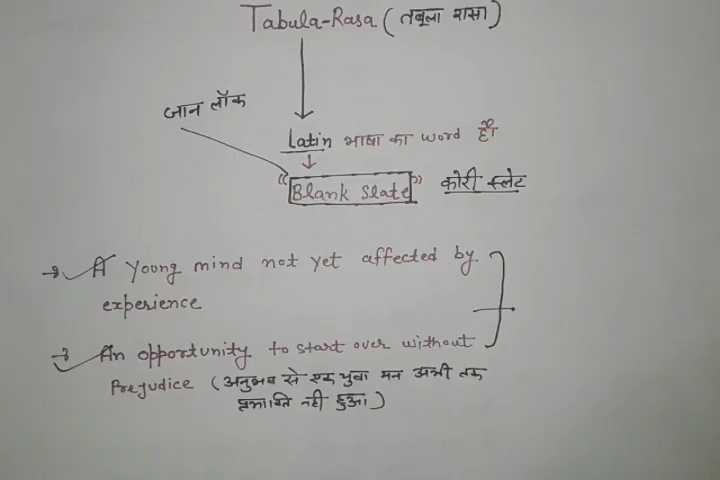 Tabula-Rasa (तबूला रासा)
जान लॉक
Latin भाषा का word है
"Blank Slate" कोरी स्लेट
→ A yoong mind not yet affected by
experience
→ An opportunity to start over without
Prejudice (अनुभव से एक युवा मन अभी तक
प्रभावित नही हुआ)